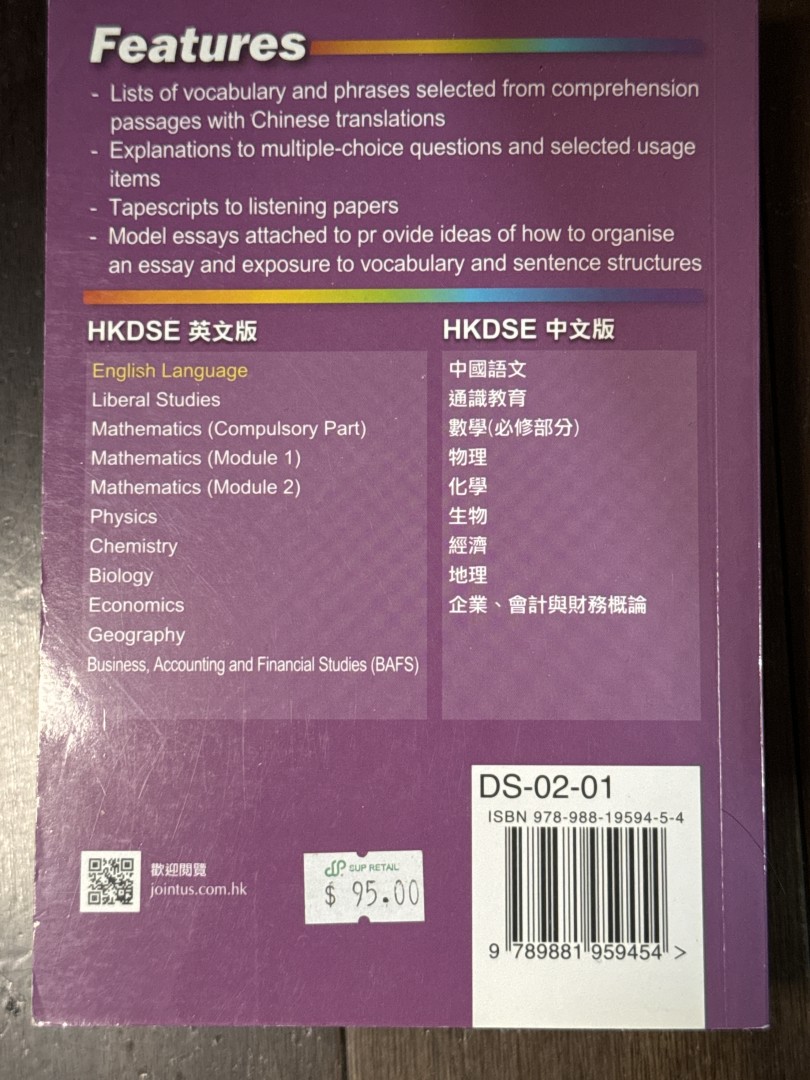 Features
- Lists of vocabulary and phrases selected from comprehension
passages with Chinese translations
- Explanations to multiple-choice questions and selected usage
items
- Tapescripts to listening papers
- Model essays attached to pr ovide ideas of how to organise
an essay and exposure to vocabulary and sentence structures
HKDSE 英文版
English Language
Liberal Studies
Mathematics (Compulsory Part)
Mathematics (Module 1)
Mathematics (Module 2)
Physics
Chemistry
Biology
Economics
Geography
Business, Accounting and Financial Studies (BAFS)
HKDSE 中文版
中國語文
通識教育
數學(必修部分)
物理
化學
生物
經濟
地理
企業、會計與財務概論
DS-02-01
ISBN 978-988-19594-5-4
9 789881 959454 >
歡迎閱覽
jointus.com.hk
SUP RETAIL
$ 95.00